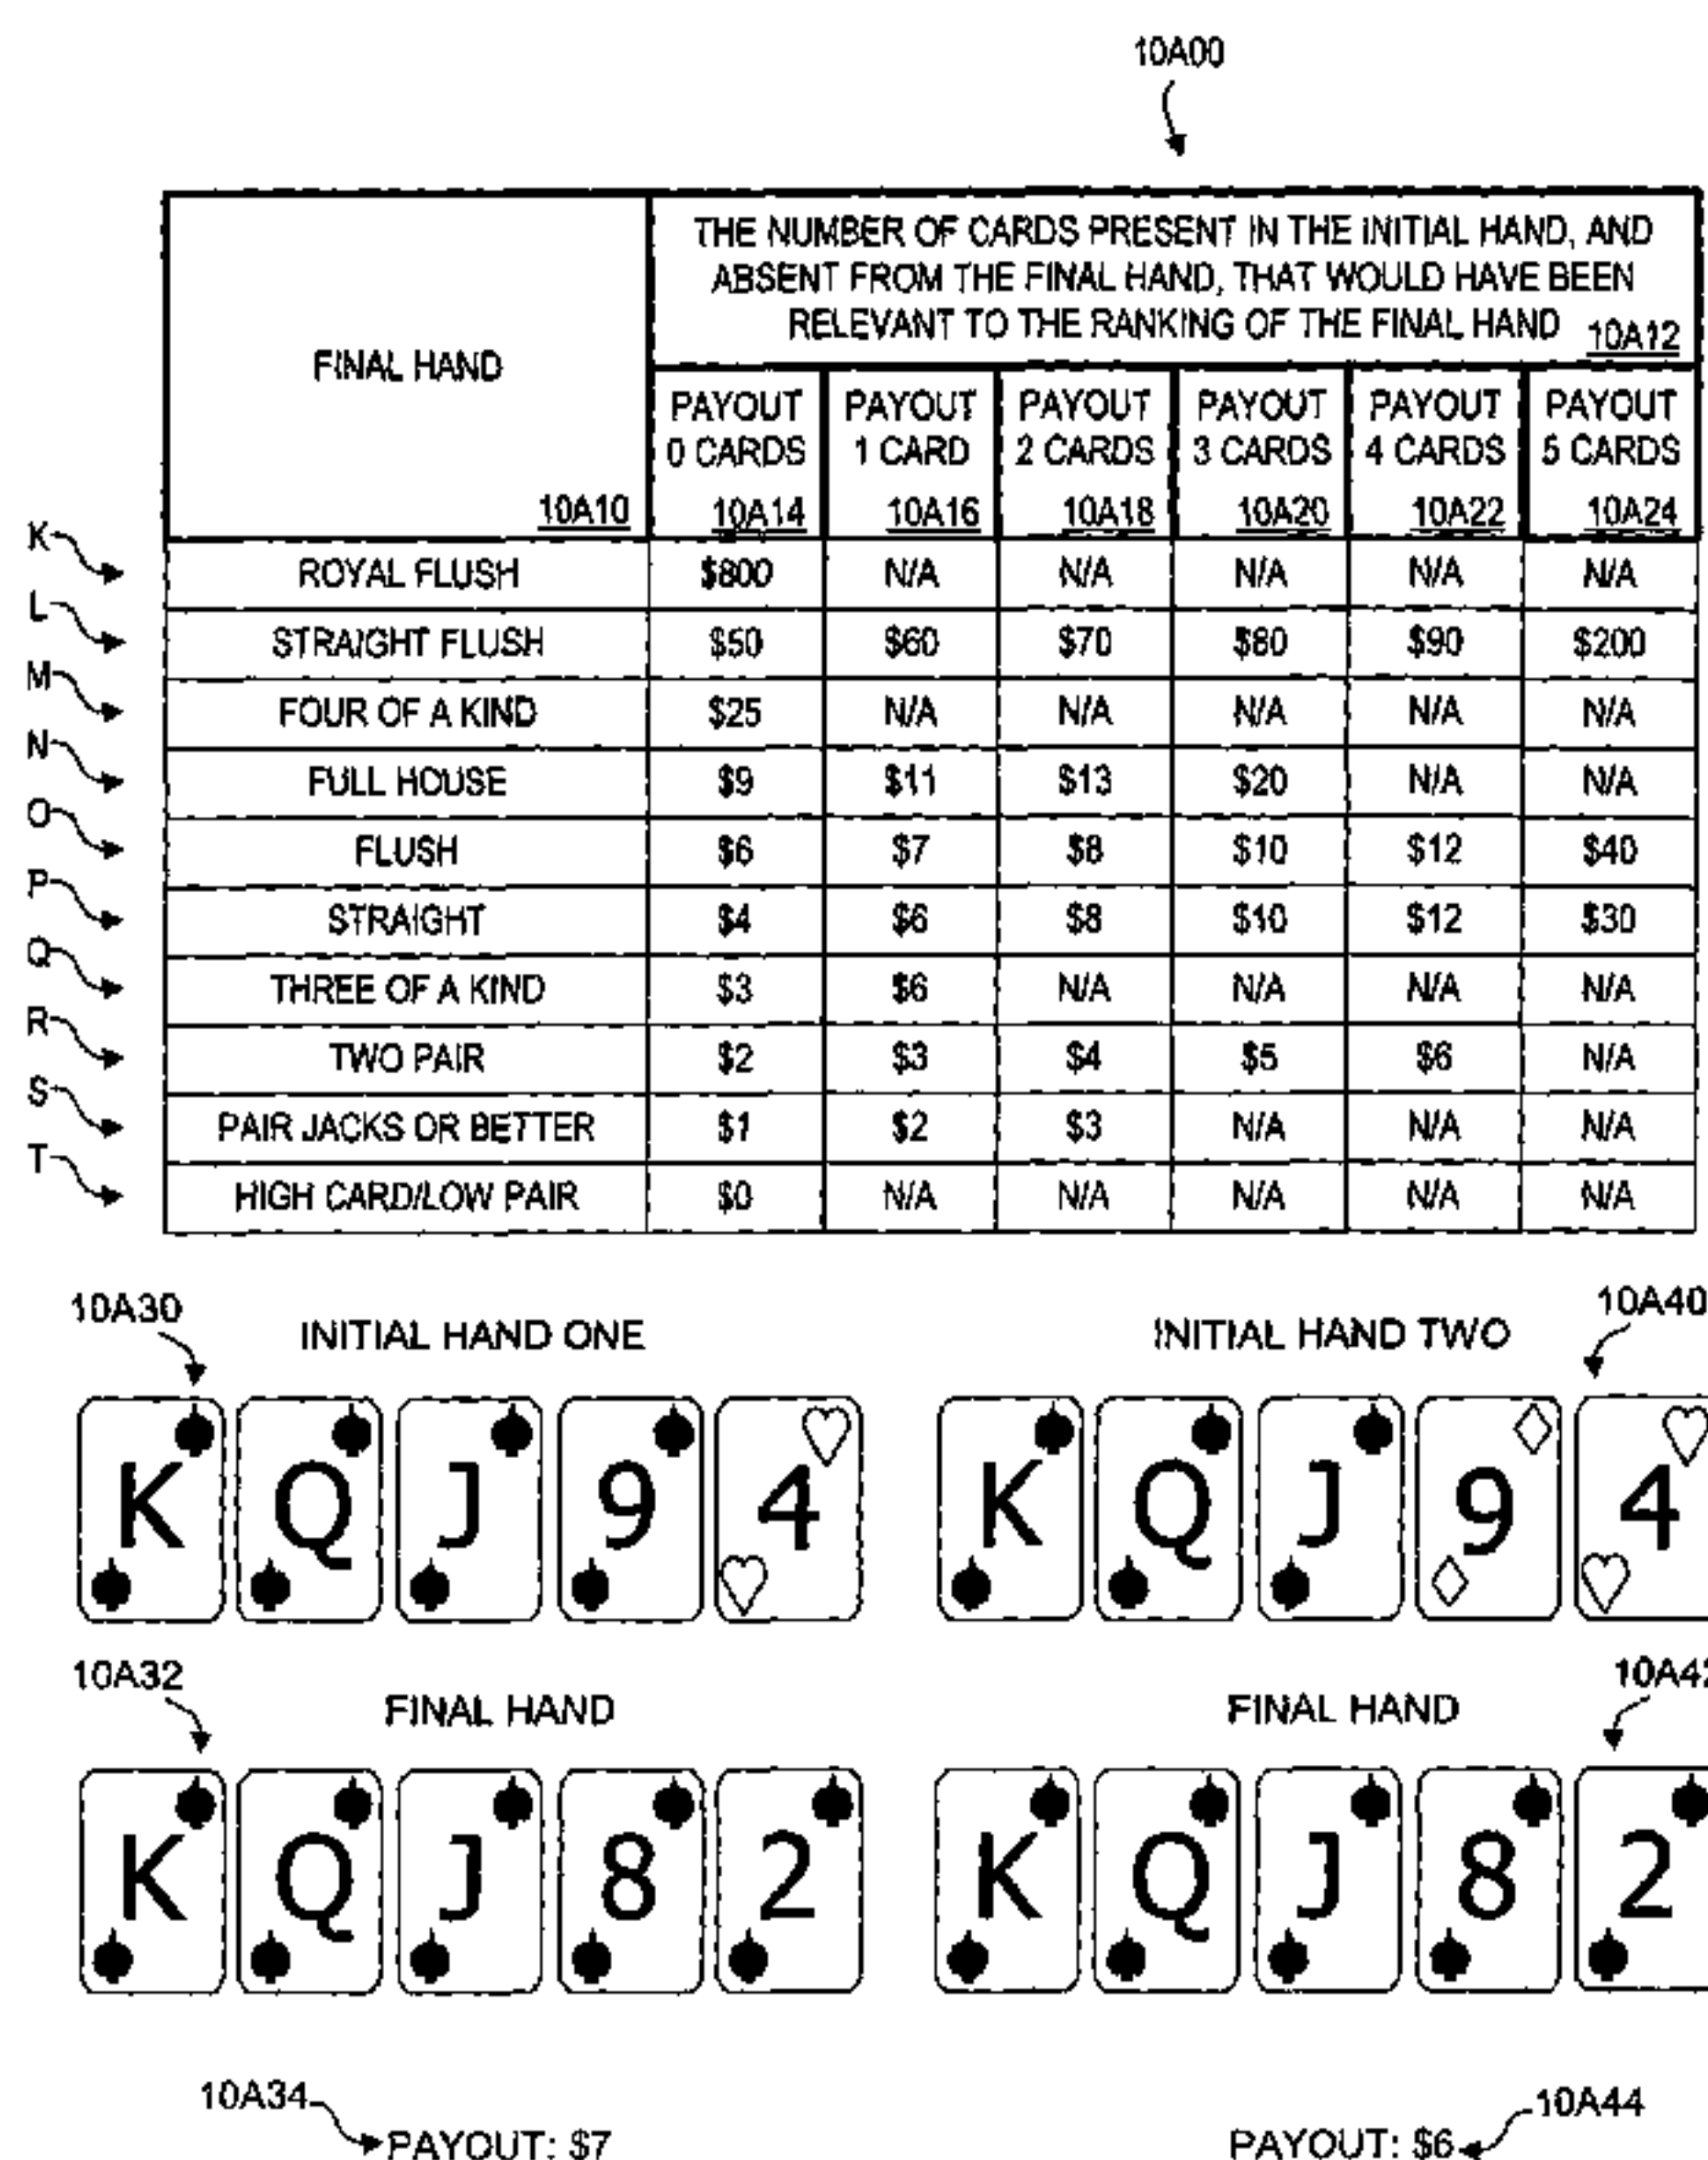 10A00
THE NUMBER OF CARDS PRESENT IN THE INITIAL HAND, AND
ABSENT FROM THE FINAL HAND, THAT WOULD HAVE BEEN
RELEVANT TO THE RANKING OF THE FINAL HAND 10A12
FINAL HAND
10A10
PAYOUT PAYOUT PAYOUT PAYOUT PAYOUT PAYOUT
0 CARDS 1 CARD 2 CARDS 3 CARDS 4 CARDS 5 CARDS
10A14 10A16 10A18 10A20 10A22 10A24
K ROYAL FLUSH $800 N/A N/A N/A N/A N/A
L STRAIGHT FLUSH $50 $60 $70 $80 $90 $200
M FOUR OF A KIND $25 N/A N/A N/A N/A N/A
N FULL HOUSE $9 $11 $13 $20 N/A N/A
O FLUSH $6 $7 $8 $10 $12 $40
P STRAIGHT $4 $6 $8 $10 $12 $30
Q THREE OF A KIND $3 $6 N/A N/A N/A N/A
R TWO PAIR $2 $3 $4 $5 $6 N/A
S PAIR JACKS OR BETTER $1 $2 $3 N/A N/A N/A
T HIGH CARD/LOW PAIR $0 N/A N/A N/A N/A N/A
10A30 INITIAL HAND ONE
K Q J 9 4
10A32 FINAL HAND
K Q J 8 2
10A34 PAYOUT: $7
INITIAL HAND TWO 10A40
K Q J 9 4
FINAL HAND 10A42
K Q J 8 2
PAYOUT: $6 10A44